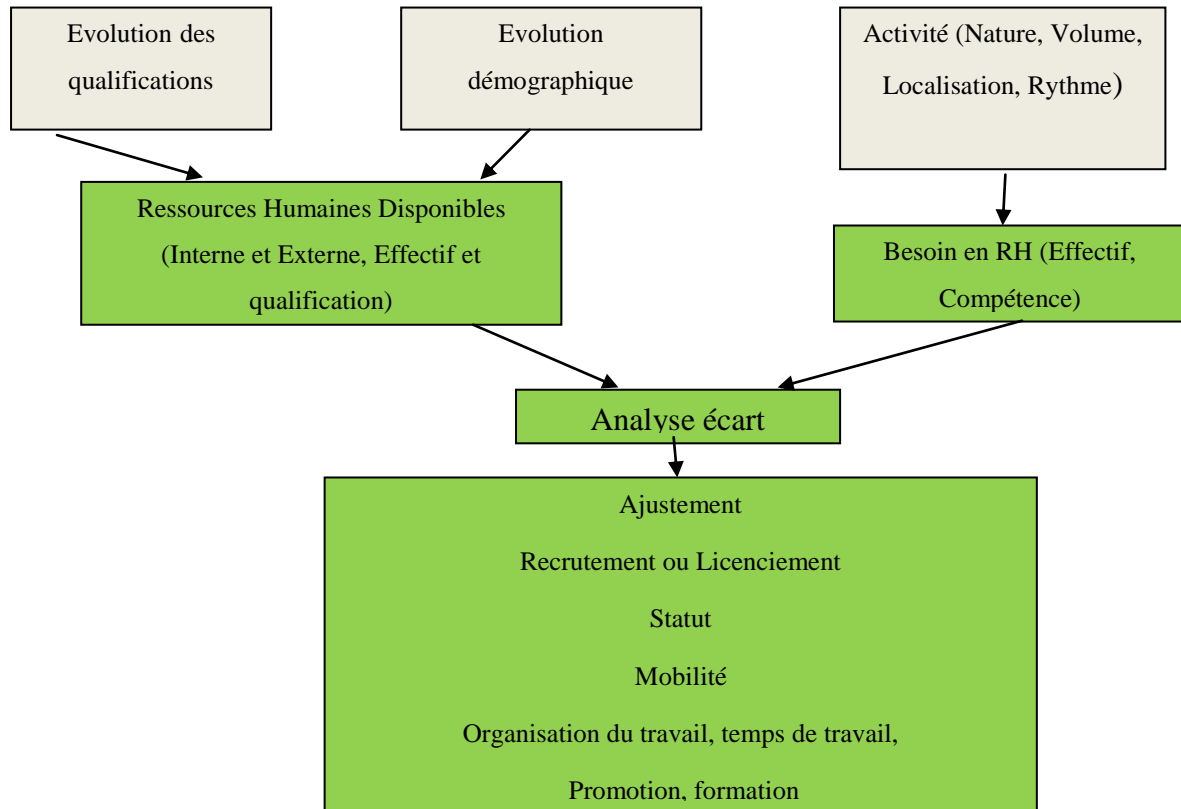 Evolution des
qualifications
Evolution
démographique
Activité (Nature, Volume,
Localisation, Rythme)
Ressources Humaines Disponibles
(Interne et Externe, Effectif et
qualification)
Besoin en RH (Effectif,
Compétence)
Analyse écart
Ajustement
Recrutement ou Licenciement
Statut
Mobilité
Organisation du travail, temps de travail,
Promotion, formation